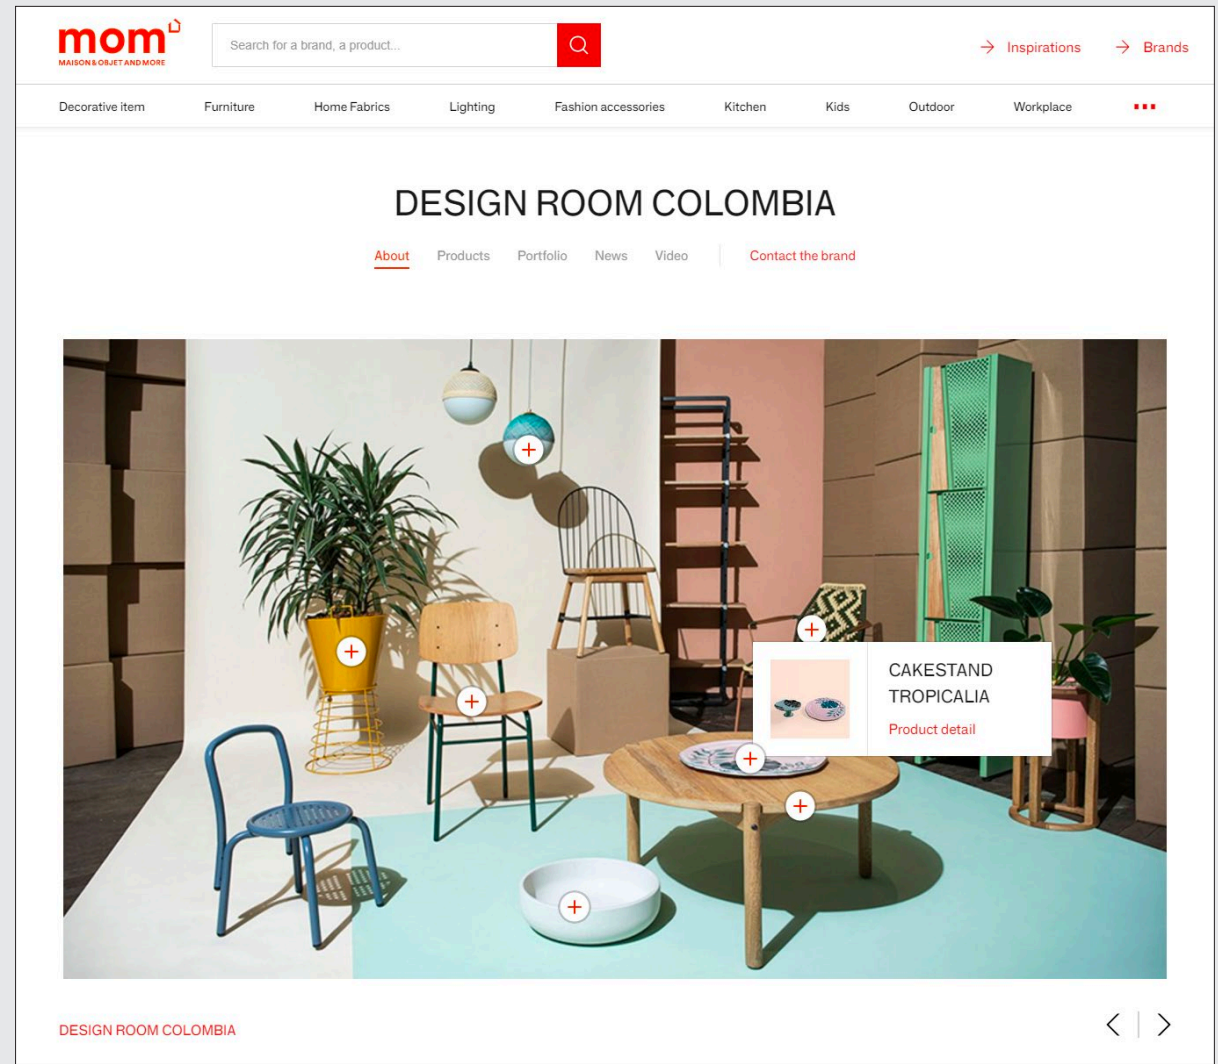 mom
MAISON & OBJET AND MORE
Search for a brand, a product...
Inspirations
Brands
Decorative item
Furniture
Home Fabrics
Lighting
Fashion accessories
Kitchen
Kids
Outdoor
Workplace
DESIGN ROOM COLOMBIA
About
Products
Portfolio
News
Video
Contact the brand
CAKESTAND
TROPICALIA
Product detail
DESIGN ROOM COLOMBIA